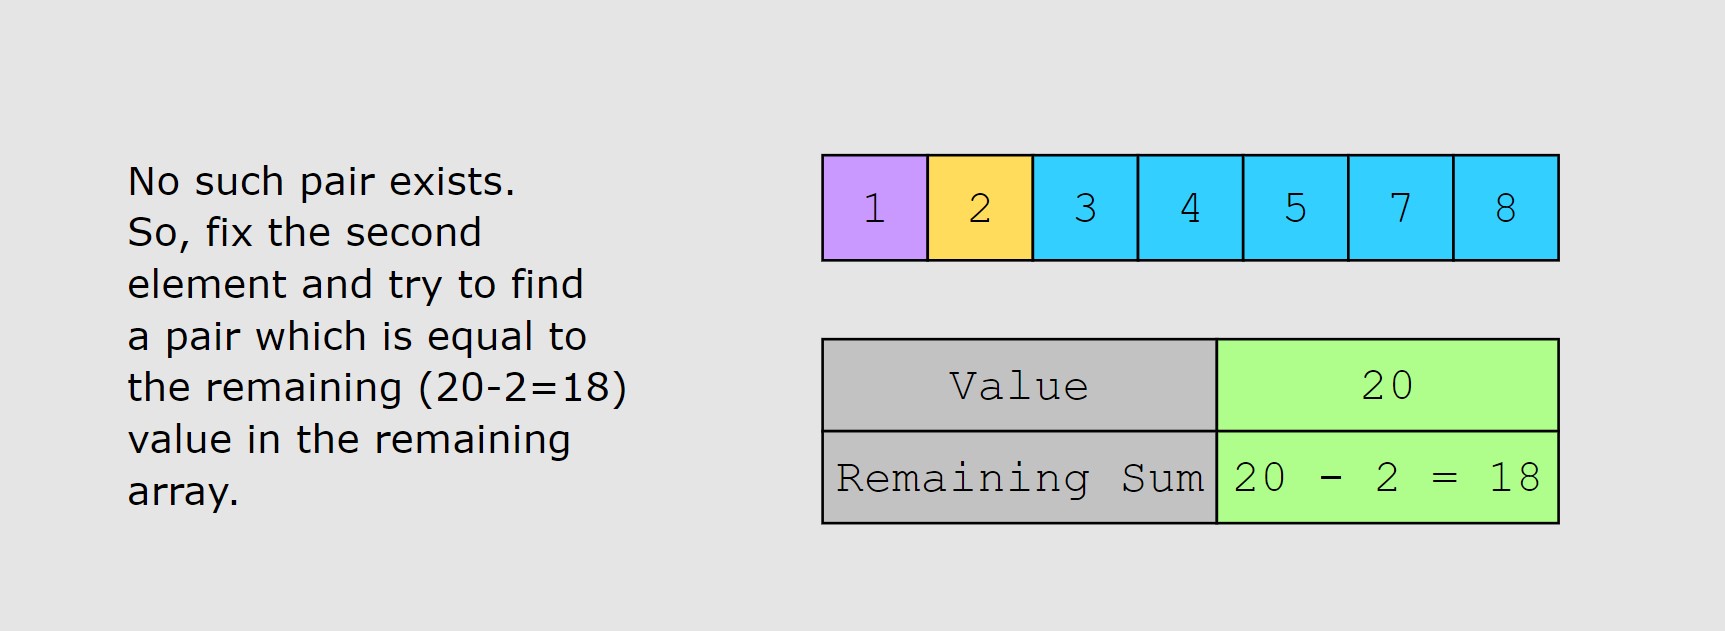 No such pair exists.
So, fix the second
element and try to find
a pair which is equal to
the remaining (20-2=18)
value in the remaining
array.
1 2 3 4 5 7 8
Value 20
Remaining Sum 20 - 2 = 18